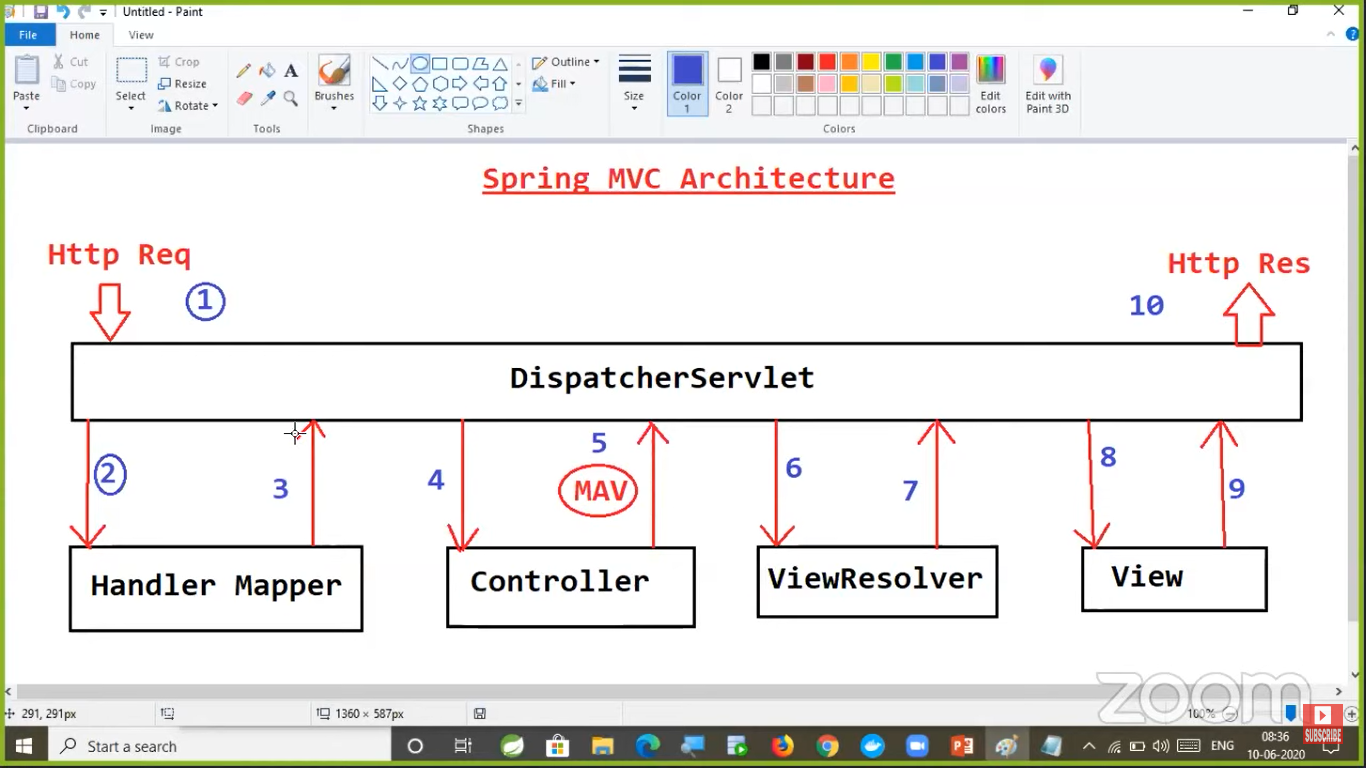 Untitled - Paint
File Home View
Paste
Cut
Copy
Clipboard
Select
Crop
Resize
Rotate
Image
A
Tools
Brushes
Shapes
Outline
Fill
Size
Color 1
Color 2
Colors
Edit colors
Edit with Paint 3D
Spring MVC Architecture
Http Req
Http Res
1
10
DispatcherServlet
2
3
4
5
MAV
6
7
8
9
Handler Mapper
Controller
ViewResolver
View
zoom
291, 291px
1360 × 587px
100%
SUBSCRIBE
Start a search
ENG
08:36
10-06-2020